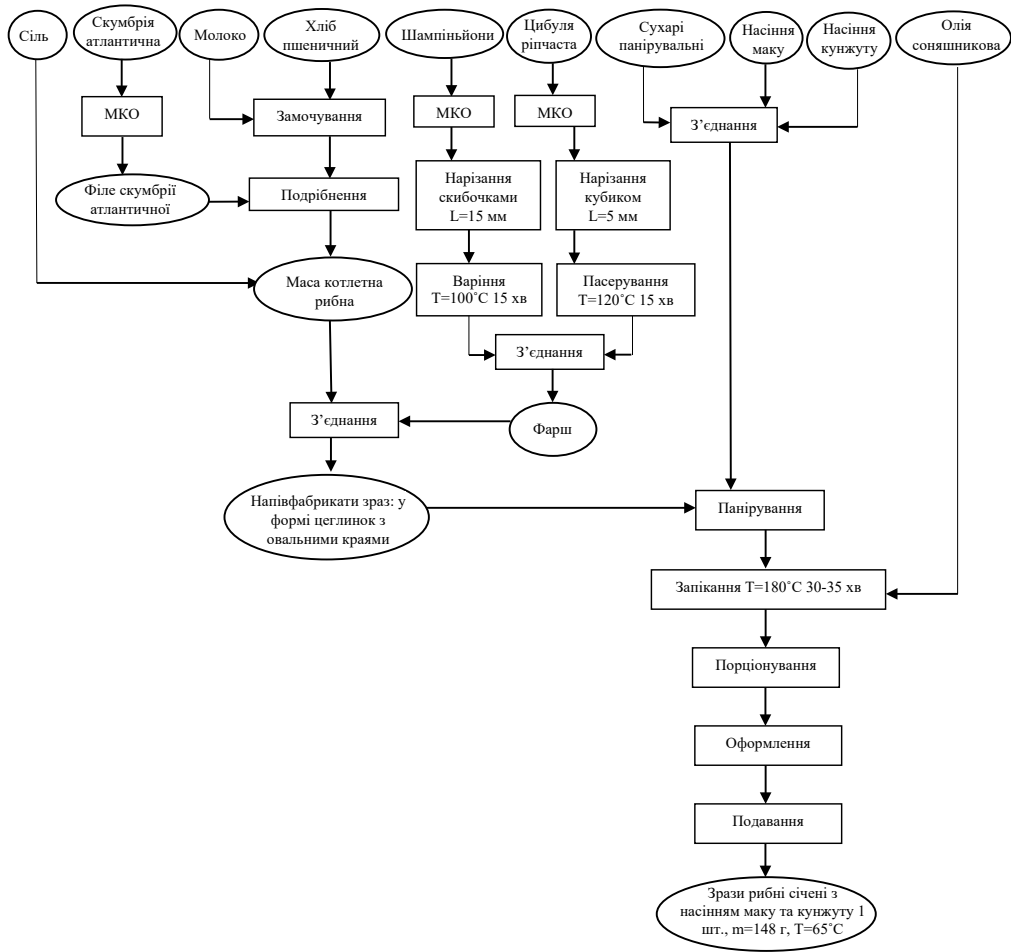 Сіль
Скумбрія
атлантична
Молоко
Хліб
пшеничний
Шампіньйони
Цибуля
ріпчаста
Сухарі
панірувальні
Насіння
маку
Насіння
кунжуту
Олія
соняшникова
МКО
Замочування
МКО
МКО
З’єднання
Філе скумбрії
атлантичної
Подрібнення
Нарізання
скибочками
L=15 мм
Нарізання
кубиком
L=5 мм
Маса котлетна
рибна
Варіння
T=100˚C 15 хв
Пасерування
T=120˚C 15 хв
З’єднання
З’єднання
Фарш
Напівфабрикати зраз: у
формі цеглинок з
овальними краями
Панірування
Запікання T=180˚C 30-35 хв
Порціонування
Оформлення
Подавання
Зрази рибні січені з
насінням маку та кунжуту 1
шт., m=148 г, T=65˚C